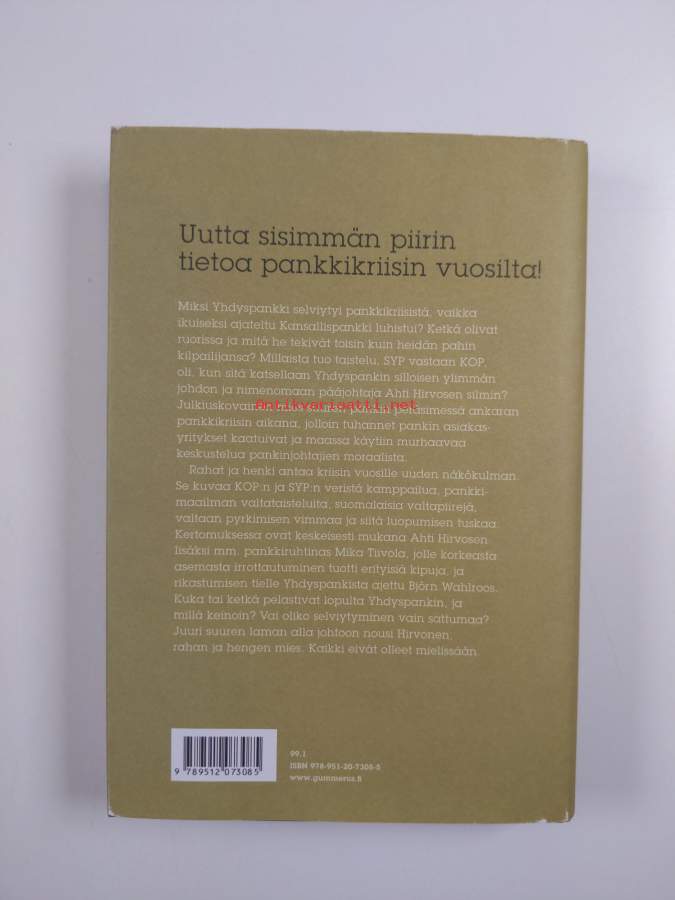 Uutta sisimmän piirin
tietoa pankkikriisin vuosilta!
Miksi Yhdyspankki selviytyi pankkikriisistä, vaikka
ikuiseksi ajateltu Kansallispankki luhistui? Ketkä olivat
ruorissa ja mitä he tekivät toisin kuin heidän pahin
kilpailijansa? Millaista tuo taistelu, SYP vastaan KOP,
oli, kun sitä katsellaan Yhdyspankin silloisen ylimmän
johdon ja nimenomaan pääjohtaja Ahti Hirvosen silmin?
Antikvariaatti.net
ankaran
pankkikriisin aikana, jolloin tuhannet pankin asiakas-
yritykset kaatuivat ja maassa käytiin murhaavaa
keskustelua pankinjohtajien moraalista.
Rahat ja henki antaa kriisin vuosille uuden näkökulman.
Se kuvaa KOP:n ja SYP:n veristä kamppailua, pankki-
maailman valtataisteluita, suomalaisia valtapiirejä,
valtaan pyrkimisen vimmaa ja siitä luopumisen tuskaa.
Kertomuksessa ovat keskeisesti mukana Ahti Hirvosen
lisäksi mm. pankkiruhtinas Mika Tiivola, jolle korkeasta
asemasta irrottautuminen tuotti erityisiä kipuja, ja
rikastumisen tielle Yhdyspankista ajettu Björn Wahlroos.
Kuka tai ketkä pelastivat lopulta Yhdyspankin, ja
millä keinoin? Vai oliko selviytyminen vain sattumaa?
Juuri suuren laman alla johtoon nousi Hirvonen,
rahan ja hengen mies. Kaikki eivät olleet mielissään.
99.1
ISBN 978-951-20-7308-5
www.gummerus.fi
9 789512 073085